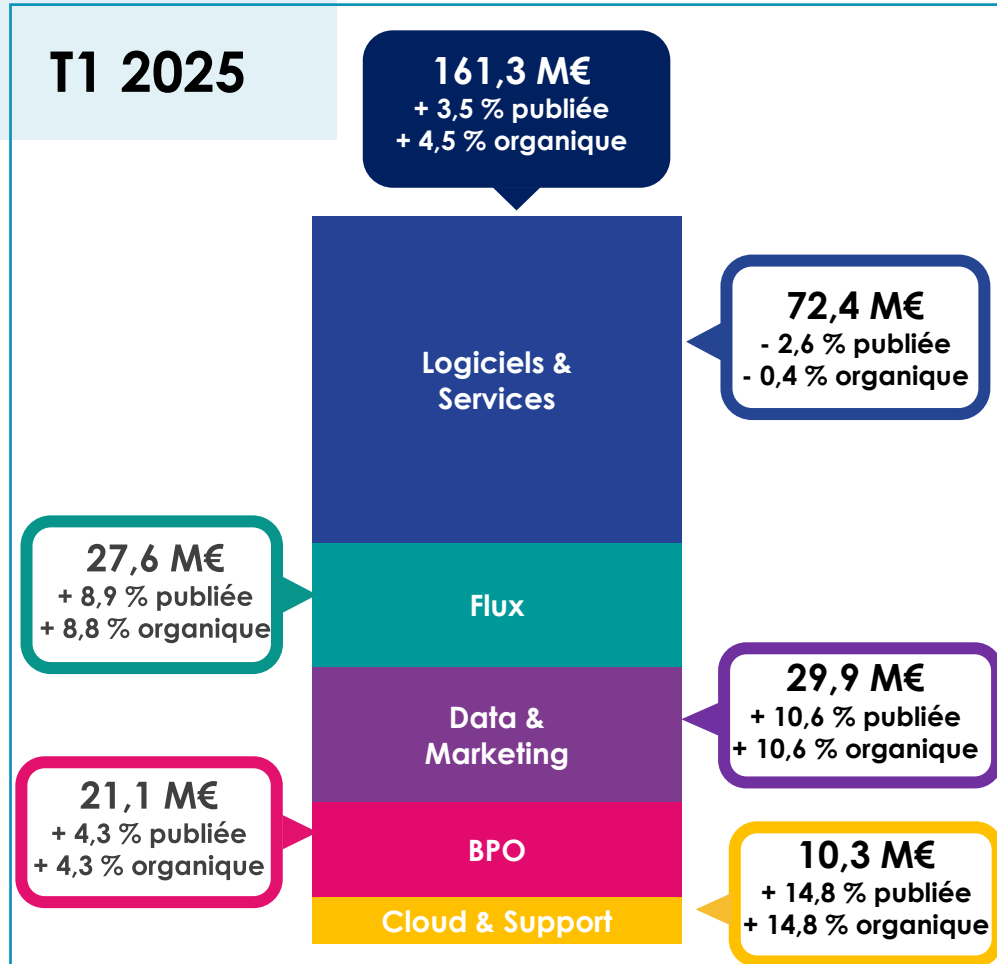 T1 2025
161,3 M€
+ 3,5 % publiée
+ 4,5 % organique
Logiciels &
Services
72,4 M€
- 2,6 % publiée
- 0,4 % organique
27,6 M€
+ 8,9 % publiée
+ 8,8 % organique
Flux
Data &
Marketing
29,9 M€
+ 10,6 % publiée
+ 10,6 % organique
21,1 M€
+ 4,3 % publiée
+ 4,3 % organique
BPO
10,3 M€
+ 14,8 % publiée
+ 14,8 % organique
Cloud & Support